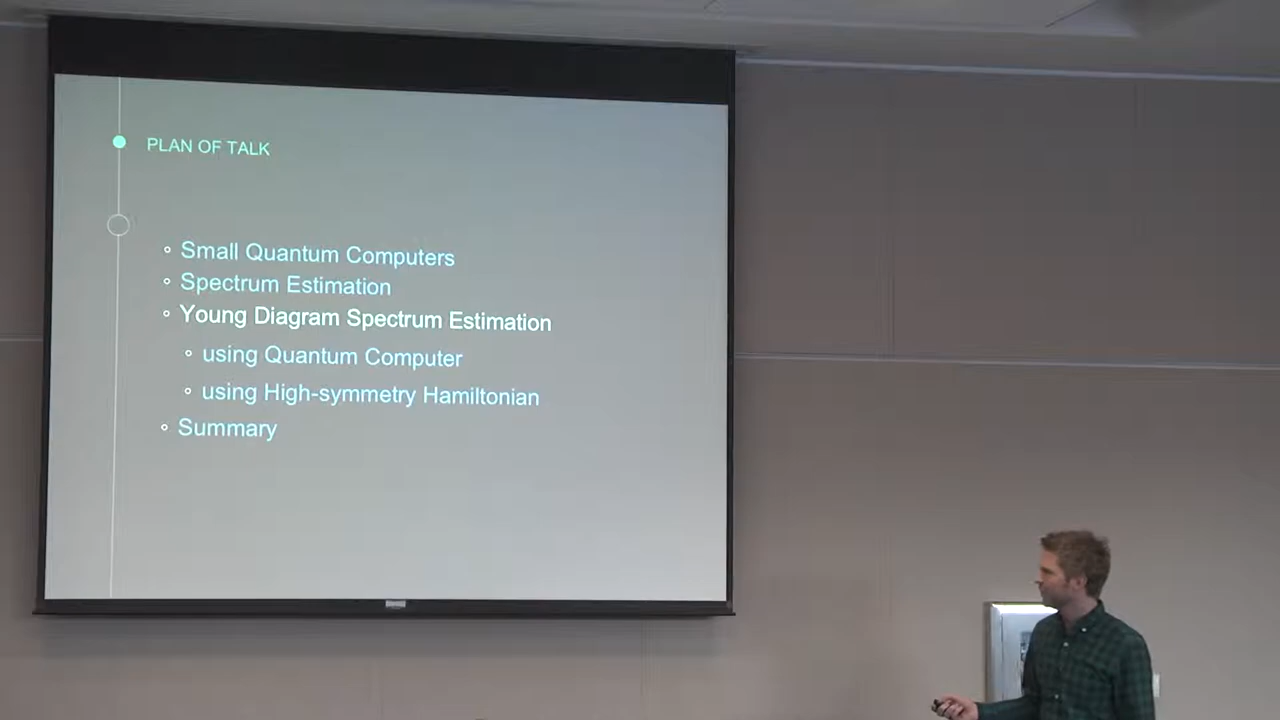 PLAN OF TALK
Small Quantum Computers
Spectrum Estimation
Young Diagram Spectrum Estimation
using Quantum Computer
using High-symmetry Hamiltonian
Summary